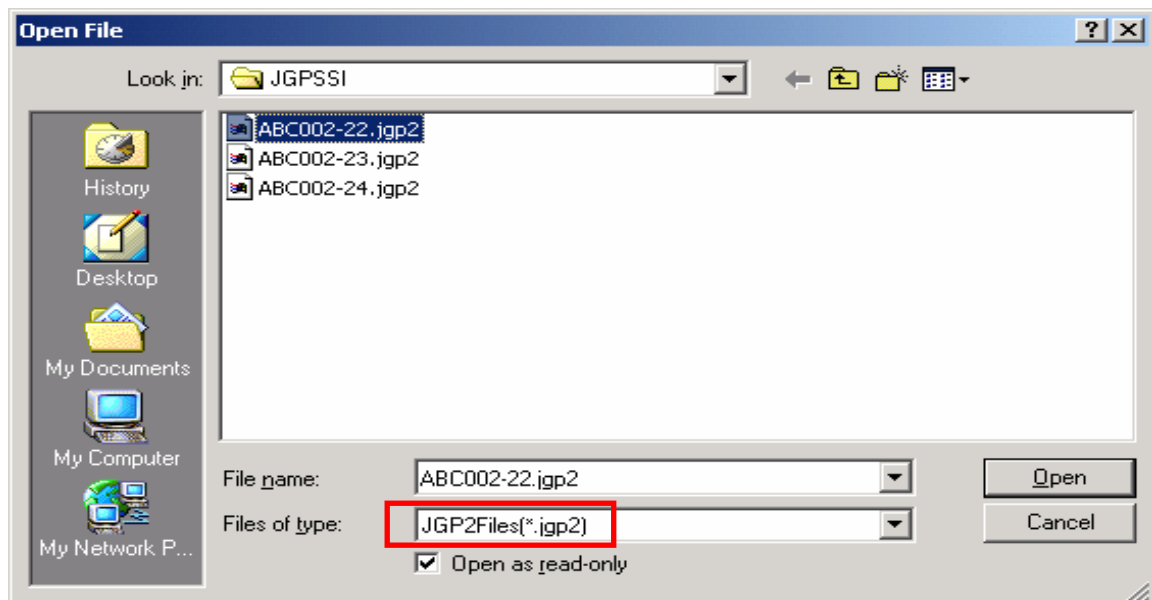 Open File
Look in: JGPSSI
ABC002-22.jgp2
ABC002-23.jgp2
ABC002-24.jgp2
History
Desktop
My Documents
My Computer
My Network P...
File name: ABC002-22.jgp2 Open
Files of type: JGP2Files(*.jgp2) Cancel
Open as read-only